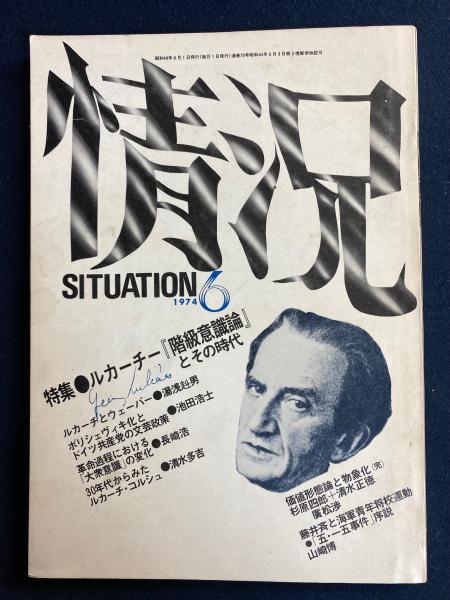 昭和49年6月1日発行(毎月1日発行)通巻70号昭和44年3月3日第3種郵便物認可
情況
SITUATION 6
1974
特集●ルカーチ『階級意識論』
とその時代
ルカーチとウェーバー●湯浅赳男
ボリシェヴィキ化と
ドイツ共産党の文芸政策●池田浩士
革命過程における
「大衆意識」の変化●長崎浩
30年代からみた
ルカーチ・コルシュ●清水多吉
価値形態論と物象化(完)
杉原四郎+清水正徳
廣松渉
藤井斉と海軍青年将校運動
●「五・一五事件」序説
山崎博